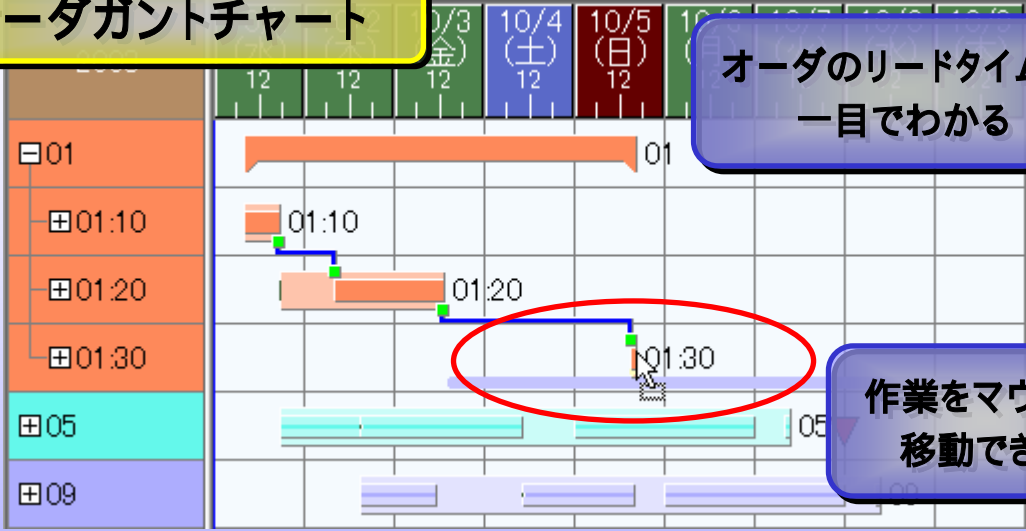 ーダガントチャート
10/3 10/4 10/5
(金) (土) (日)
12 12 12 12 12
オーダのリードタイム
一目でわかる
01 01
01:10 01:10
01:20 01:20
01:30 01:30
作業をマウ
移動でき
05 05
09